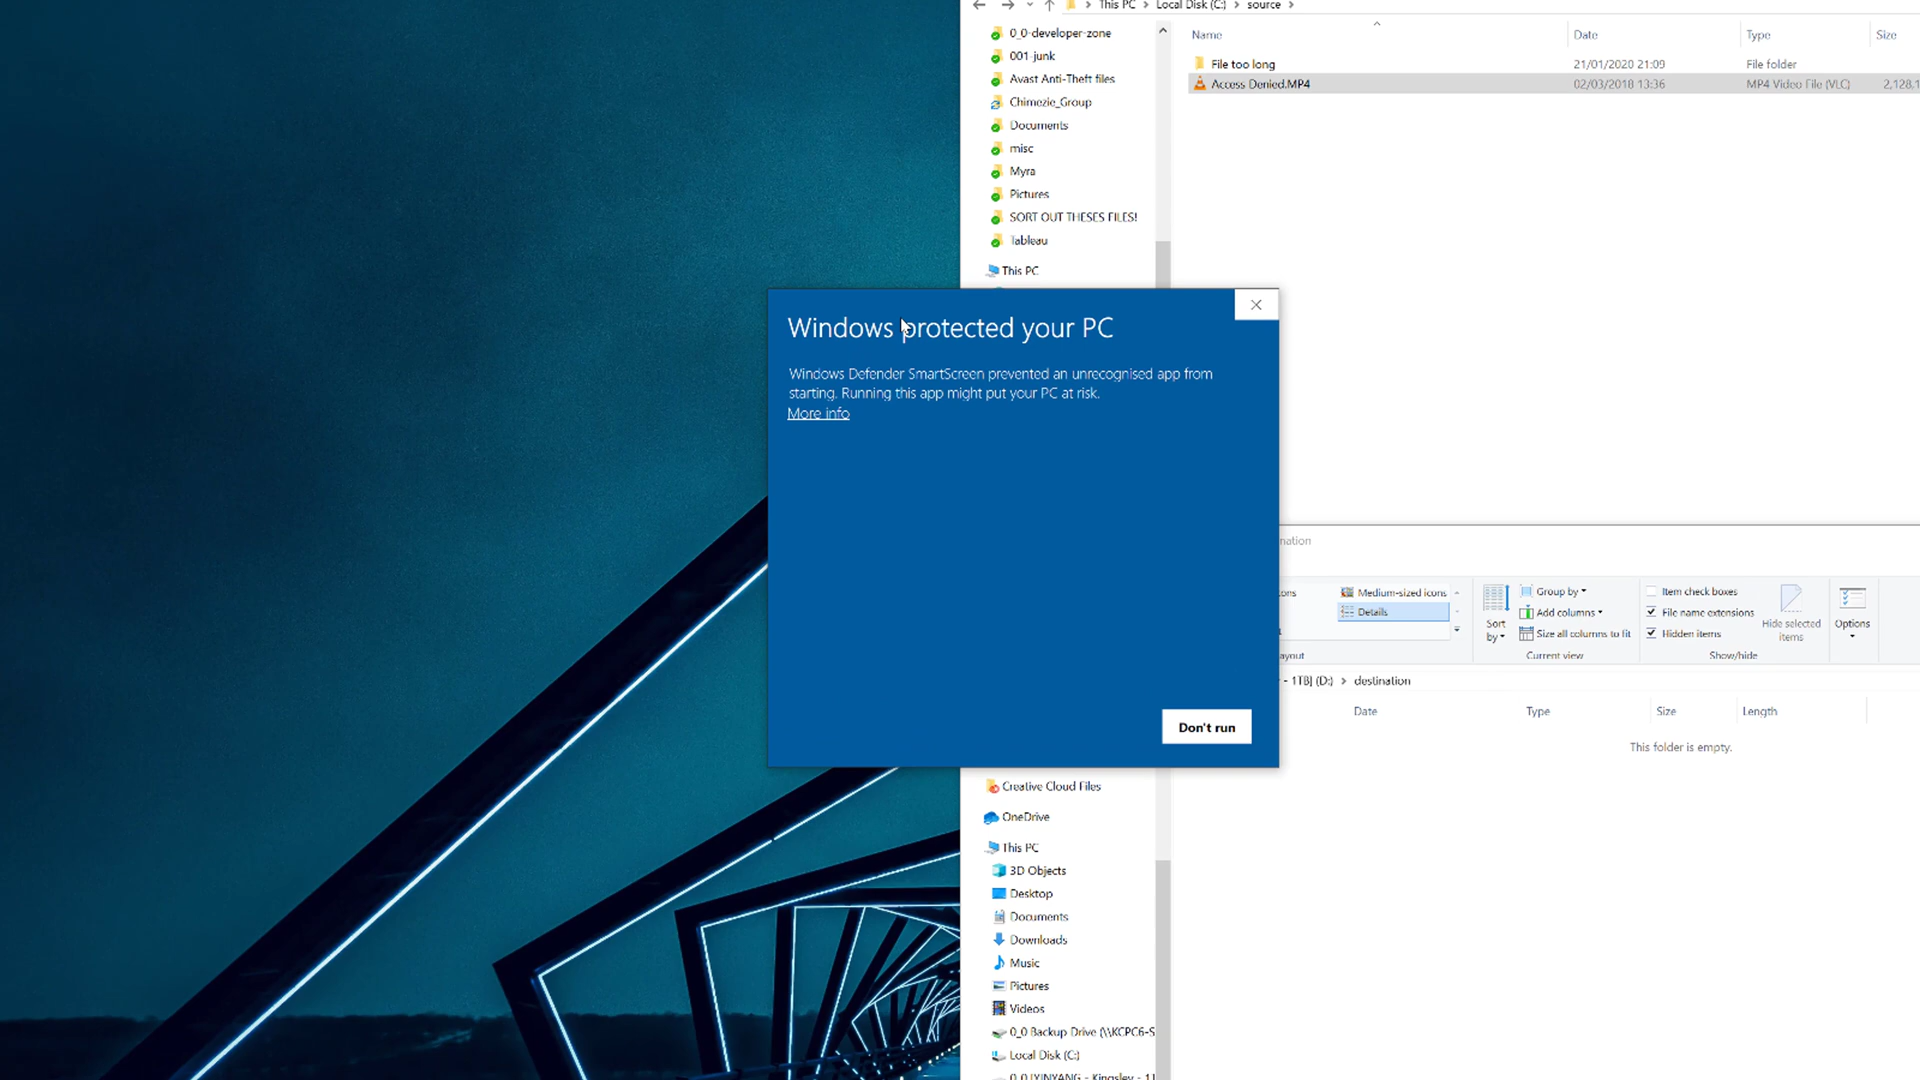 This PC > Local Disk (C:) > source >
Name Date Type Size
0_0-developer-zone
001-junk
Avast Anti-Theft files
Chimezie_Group
Documents
misc
Myra
Pictures
SORT OUT THESES FILES!
Tableau
This PC
File too long 21/01/2020 21:09 File folder
Access Denied.MP4 02/03/2018 13:36 MP4 Video File (VLC) 2,128,1
Windows protected your PC
Windows Defender SmartScreen prevented an unrecognised app from
starting. Running this app might put your PC at risk.
More info
Don't run
nation
ons Medium-sized icons
Details
ayout
Sort
by
Group by
Add columns
Size all columns to fit
Current view
Item check boxes
File name extensions
Hidden items
Hide selected
items
Show/hide
Options
- 1TB] (D:) > destination
Date Type Size Length
This folder is empty.
Creative Cloud Files
OneDrive
This PC
3D Objects
Desktop
Documents
Downloads
Music
Pictures
Videos
0_0 Backup Drive (\\KCPC6-S
Local Disk (C:)
0_0 [YINYANG - Kingsley - 1T